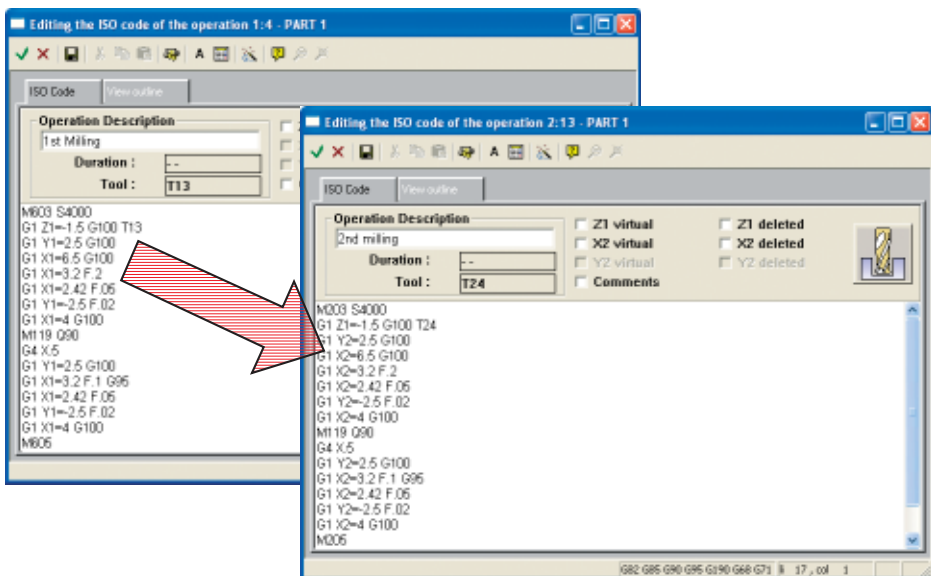 Editing the ISO code of the operation 1:4 - PART 1
A
ISO Code
View outline
Operation Description
1st Milling
Duration :
- -
Tool :
T13
M603 S4000
G1 Z1=-1.5 G100 T13
G1 Y1=2.5 G100
G1 X1=6.5 G100
G1 X1=3.2 F.2
G1 X1=2.42 F.05
G1 Y1=-2.5 F.02
G1 X1=4 G100
M119 Q90
G4 X.5
G1 Y1=2.5 G100
G1 X1=3.2 F.1 G95
G1 X1=2.42 F.05
G1 Y1=-2.5 F.02
G1 X1=4 G100
M605
Editing the ISO code of the operation 2:13 - PART 1
A
ISO Code
View outline
Operation Description
2nd milling
Duration :
- -
Tool :
T24
Z1 virtual
Z1 deleted
X2 virtual
X2 deleted
Y2 virtual
Y2 deleted
Comments
M203 S4000
G1 Z1=-1.5 G100 T24
G1 Y2=2.5 G100
G1 X2=6.5 G100
G1 X2=3.2 F.2
G1 X2=2.42 F.05
G1 Y2=-2.5 F.02
G1 X2=4 G100
M119 Q90
G4 X.5
G1 Y2=2.5 G100
G1 X2=3.2 F.1 G95
G1 X2=2.42 F.05
G1 Y2=-2.5 F.02
G1 X2=4 G100
M205
G82 G85 G90 G95 G190 G68 G71 li 17 , col 1